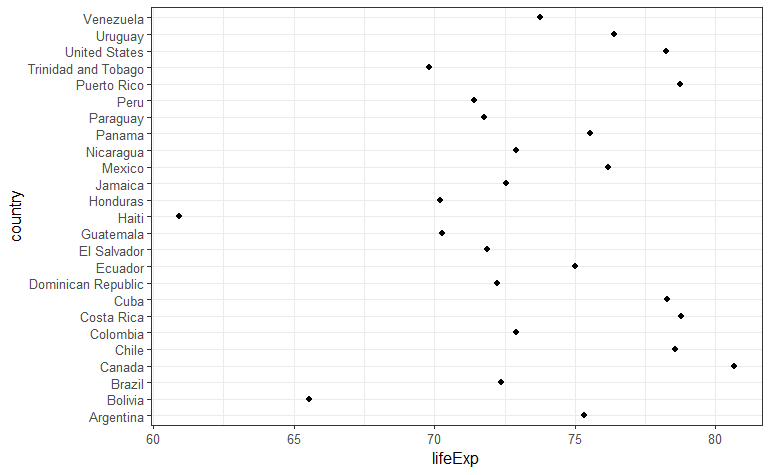 Venezuela
Uruguay
United States
Trinidad and Tobago
Puerto Rico
Peru
Paraguay
Panama
Nicaragua
Mexico
Jamaica
Honduras
Haiti
Guatemala
El Salvador
Ecuador
Dominican Republic
Cuba
Costa Rica
Colombia
Chile
Canada
Brazil
Bolivia
Argentina
country
60 65 70 75 80
lifeExp